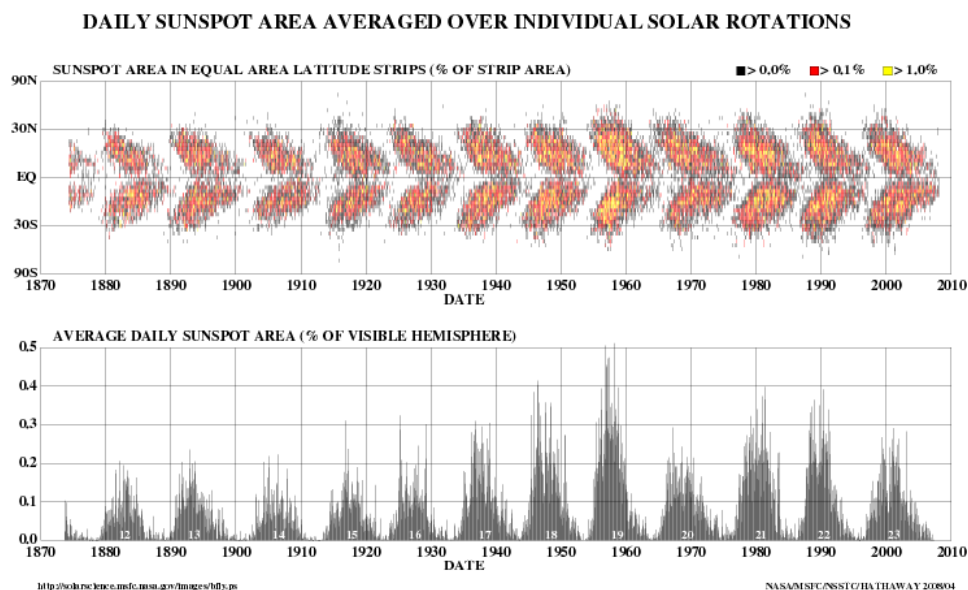 DAILY SUNSPOT AREA AVERAGED OVER INDIVIDUAL SOLAR ROTATIONS
SUNSPOT AREA IN EQUAL AREA LATITUDE STRIPS (% OF STRIP AREA) > 0.0% > 0.1% > 1.0%
90N
30N
EQ
30S
90S
1870 1880 1890 1900 1910 1920 1930 1940 1950 1960 1970 1980 1990 2000 2010
DATE
AVERAGE DAILY SUNSPOT AREA (% OF VISIBLE HEMISPHERE)
0.5
0.4
0.3
0.2
0.1
0.0
12 13 14 15 16 17 18 19 20 21 22 23
1870 1880 1890 1900 1910 1920 1930 1940 1950 1960 1970 1980 1990 2000 2010
DATE
http://solarscience.msfc.nasa.gov/images/bfly.ps NASA/MSFC/NSSTC/HATHAWAY 2008/04